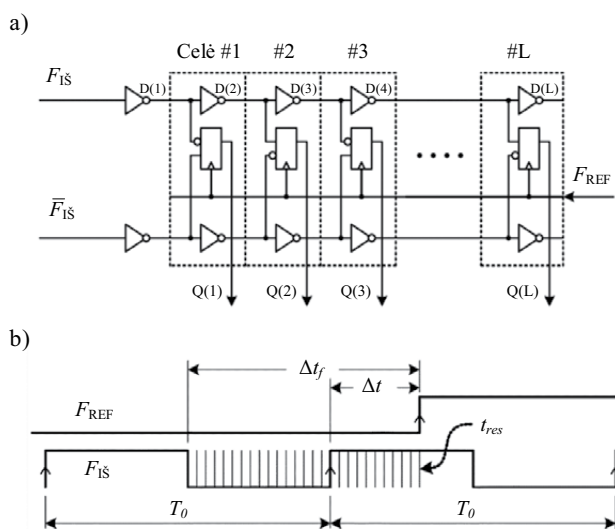 a)
Celė #1 #2 #3 #L
F_IŠ D(1) D(2) D(3) D(4) D(L)
F_REF
F̅_IŠ
Q(1) Q(2) Q(3) Q(L)
b)
Δt_f
Δt
F_REF
t_res
F_IŠ
T_0 T_0